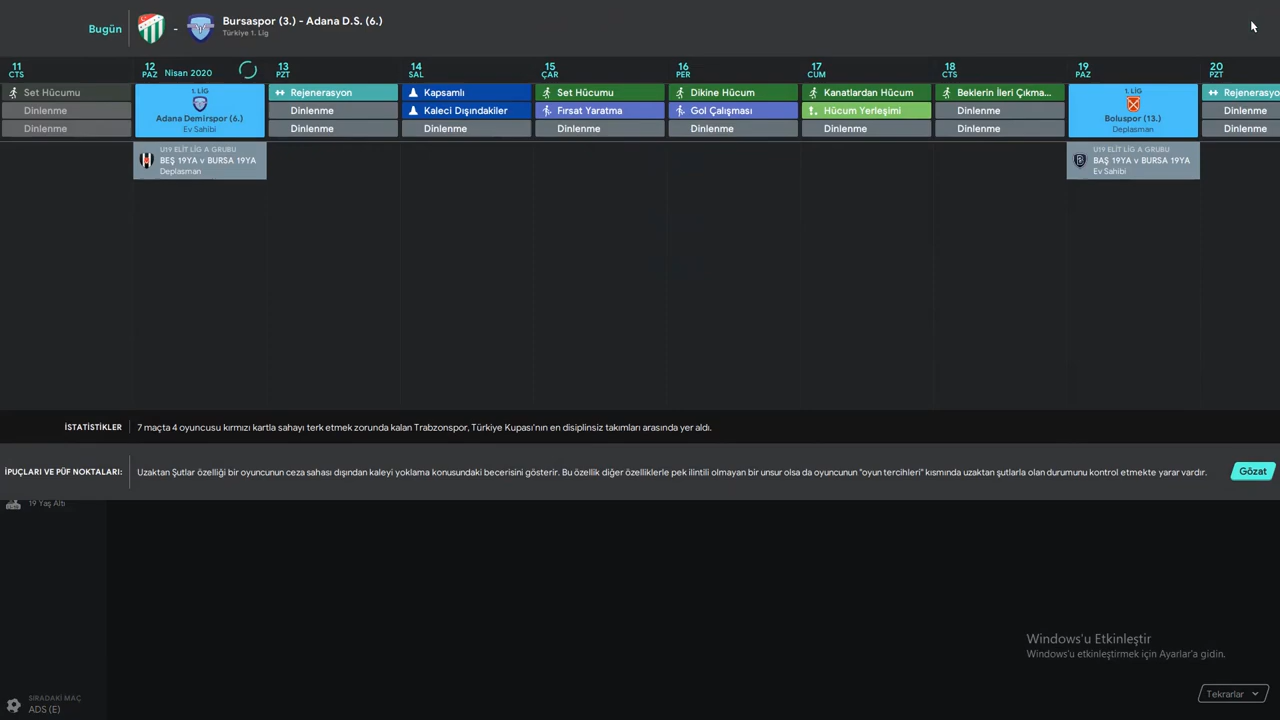 Bugün
-
Bursaspor (3.) - Adana D.S. (6.)
Türkiye 1. Lig
11
CTS
12
PAZ Nisan 2020
13
PZT
14
SAL
15
ÇAR
16
PER
17
CUM
18
CTS
19
PAZ
20
PZT
Set Hücumu
Dinlenme
Dinlenme
1. LİG
Adana Demirspor (6.)
Ev Sahibi
Rejenerasyon
Dinlenme
Dinlenme
Kapsamlı
Kaleci Dışındakiler
Dinlenme
Set Hücumu
Fırsat Yaratma
Dinlenme
Dikine Hücum
Gol Çalışması
Dinlenme
Kanatlardan Hücum
Hücum Yerleşimi
Dinlenme
Beklerin İleri Çıkma...
Dinlenme
Dinlenme
1. LİG
Boluspor (13.)
Deplasman
Rejenerasyo
Dinlenme
Dinlenme
U19 ELİT LİG A GRUBU
BEŞ 19YA v BURSA 19YA
Deplasman
U19 ELİT LİG A GRUBU
BAŞ 19YA v BURSA 19YA
Ev Sahibi
İSTATİSTİKLER
7 maçta 4 oyuncusu kırmızı kartla sahayı terk etmek zorunda kalan Trabzonspor, Türkiye Kupası'nın en disiplinsiz takımları arasında yer aldı.
İPUÇLARI VE PÜF NOKTALARI:
Uzaktan Şutlar özelliği bir oyuncunun ceza sahası dışından kaleyi yoklama konusundaki becerisini gösterir. Bu özellik diğer özelliklerle pek ilintili olmayan bir unsur olsa da oyuncunun "oyun tercihleri" kısmında uzaktan şutlarla olan durumunu kontrol etmekte yarar vardır.
Gözat
19 Yaş Altı
Windows'u Etkinleştir
Windows'u etkinleştirmek için Ayarlar'a gidin.
Tekrarlar
SIRADAKİ MAÇ
ADS (E)